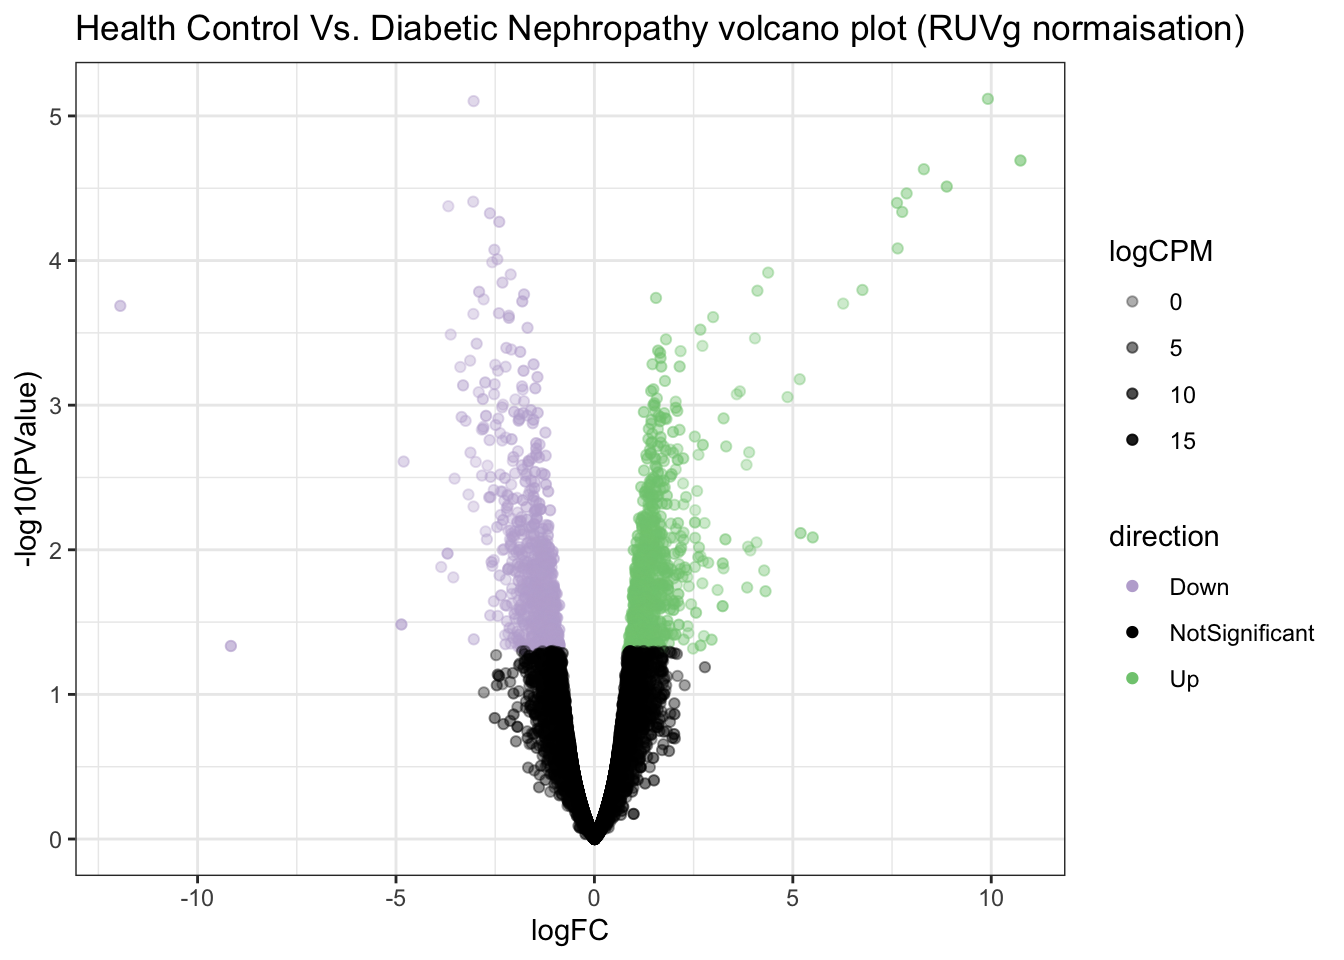 Health Control Vs. Diabetic Nephropathy volcano plot (RUVg normaisation)
5
4
3
2
1
0
-log10(PValue)
-10
-5
0
5
10
logFC
logCPM
0
5
10
15
direction
Down
NotSignificant
Up